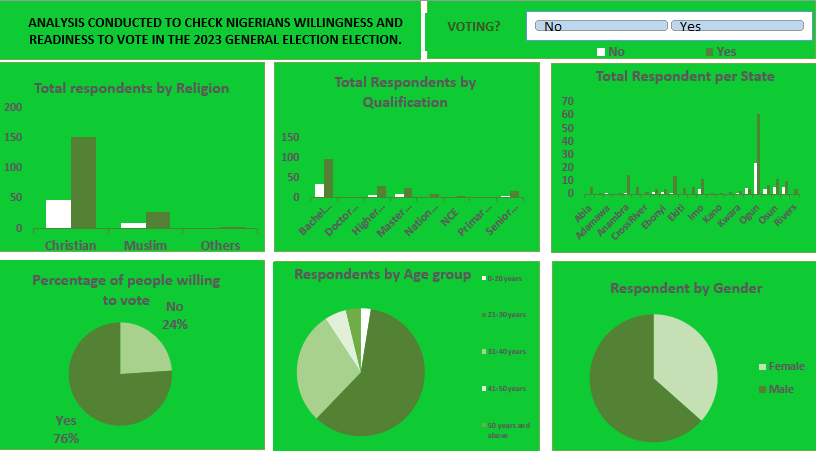 ANALYSIS CONDUCTED TO CHECK NIGERIANS WILLINGNESS AND
READINESS TO VOTE IN THE 2023 GENERAL ELECTION ELECTION.
VOTING?
No
Yes
No
Yes
Total respondents by Religion
200
150
100
50
0
Christian
Muslim
Others
Total Respondents by
Qualification
150
100
50
0
Bachel...
Doctor...
Higher...
Master...
Nation...
NCE
Primar...
Senior...
Total Respondent per State
70
60
50
40
30
20
10
0
Abia
Adamawa
Anambra
CrossRiver
Ebonyi
Ekiti
Imo
Kano
Kwara
Ogun
Osun
Rivers
Percentage of people willing
to vote
No
24%
Yes
76%
Respondents by Age group
21-30 years
31-40 years
41-50 years
50 years and
above
Respondent by Gender
Female
Male